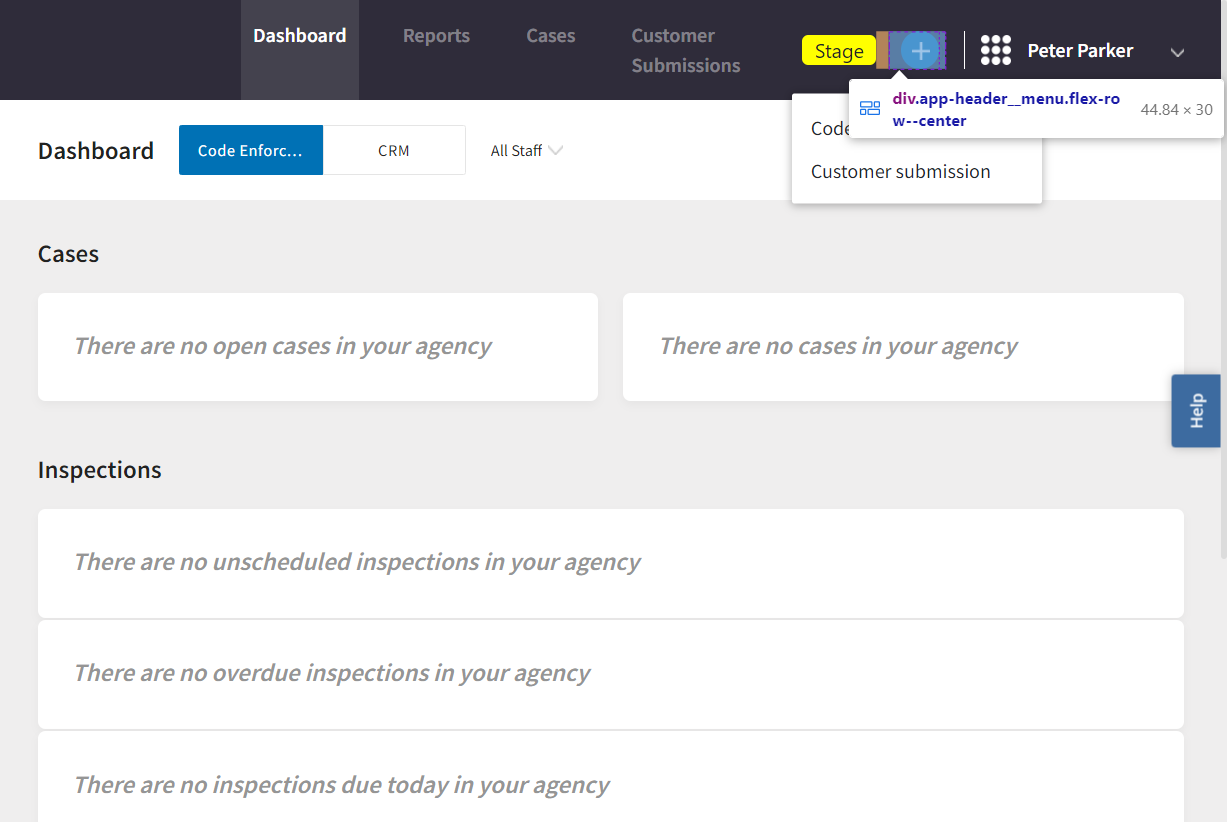 Dashboard
Reports
Cases
Customer
Submissions
Stage
Peter Parker
div.app-header__menu.flex-ro
w--center
44.84 × 30
Code
Customer submission
Dashboard
Code Enforc...
CRM
All Staff
Cases
There are no open cases in your agency
There are no cases in your agency
Help
Inspections
There are no unscheduled inspections in your agency
There are no overdue inspections in your agency
There are no inspections due today in your agency